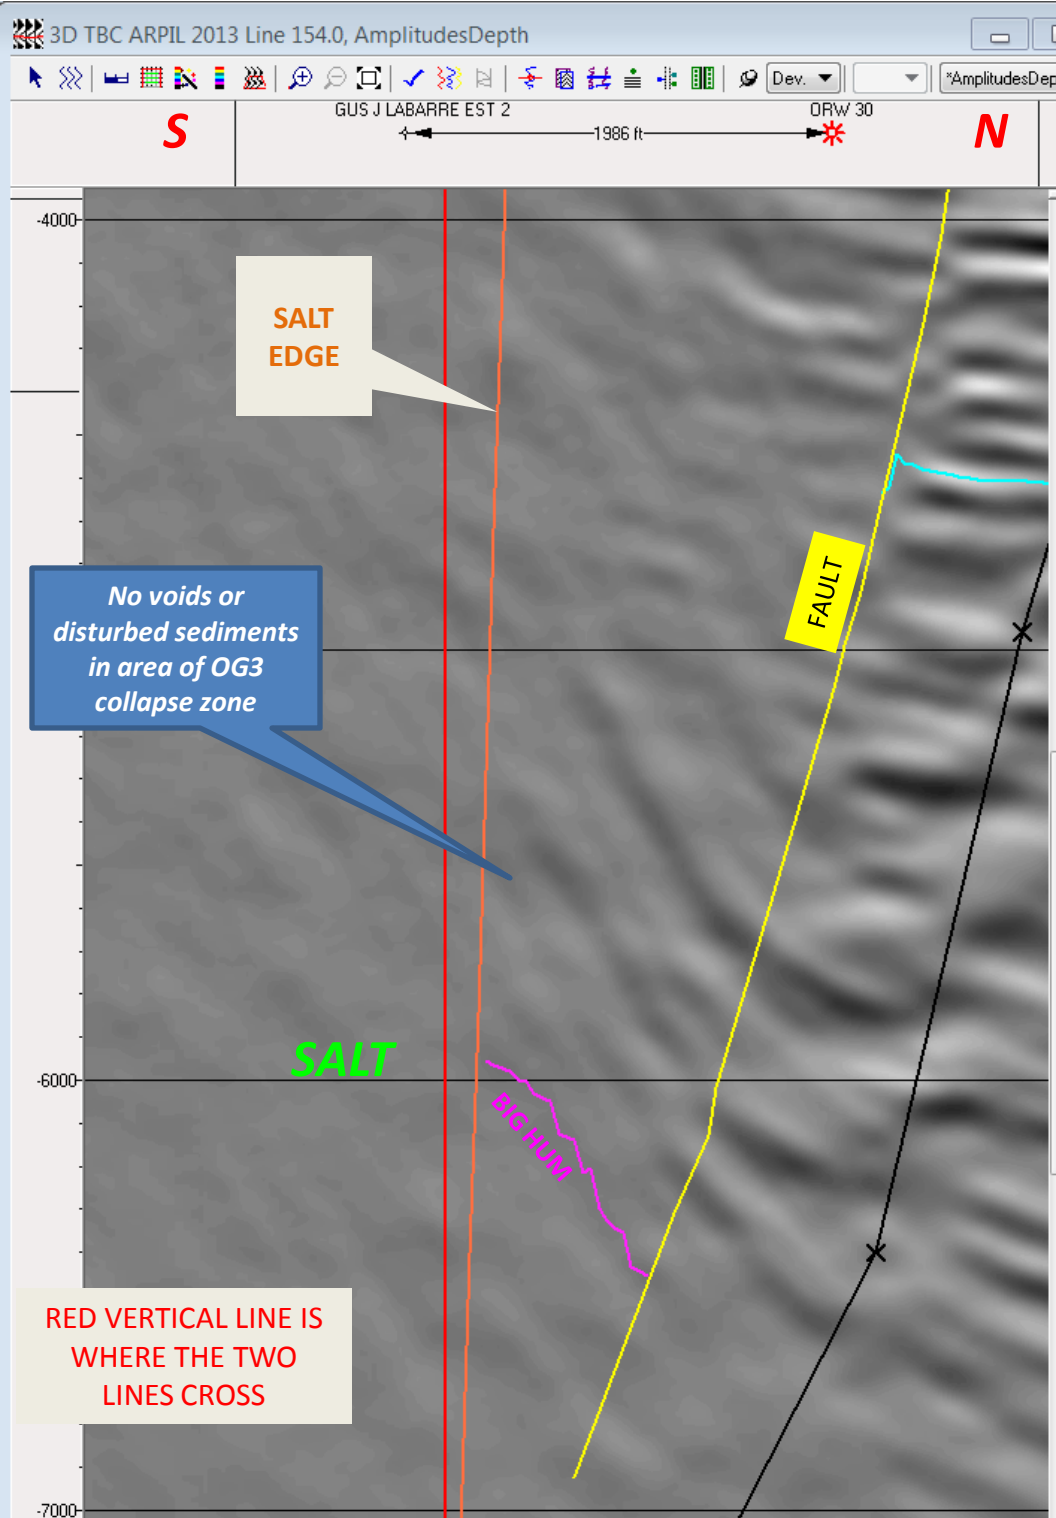 3D TBC ARPIL 2013 Line 154.0, AmplitudesDepth
Dev.
*AmplitudesDep
GUS J LABARRE EST 2
ORW 30
S
1986 ft
N
-4000
SALT
EDGE
FAULT
No voids or
disturbed sediments
in area of OG3
collapse zone
SALT
-6000
BIG HUM
RED VERTICAL LINE IS
WHERE THE TWO
LINES CROSS
-7000